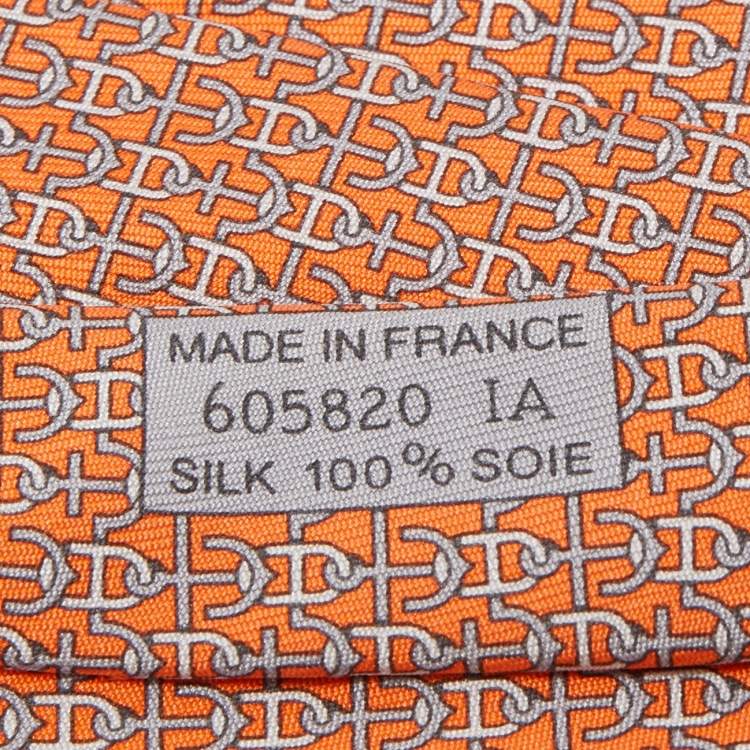 MADE IN FRANCE
605820 IA
SILK 100% SOIE